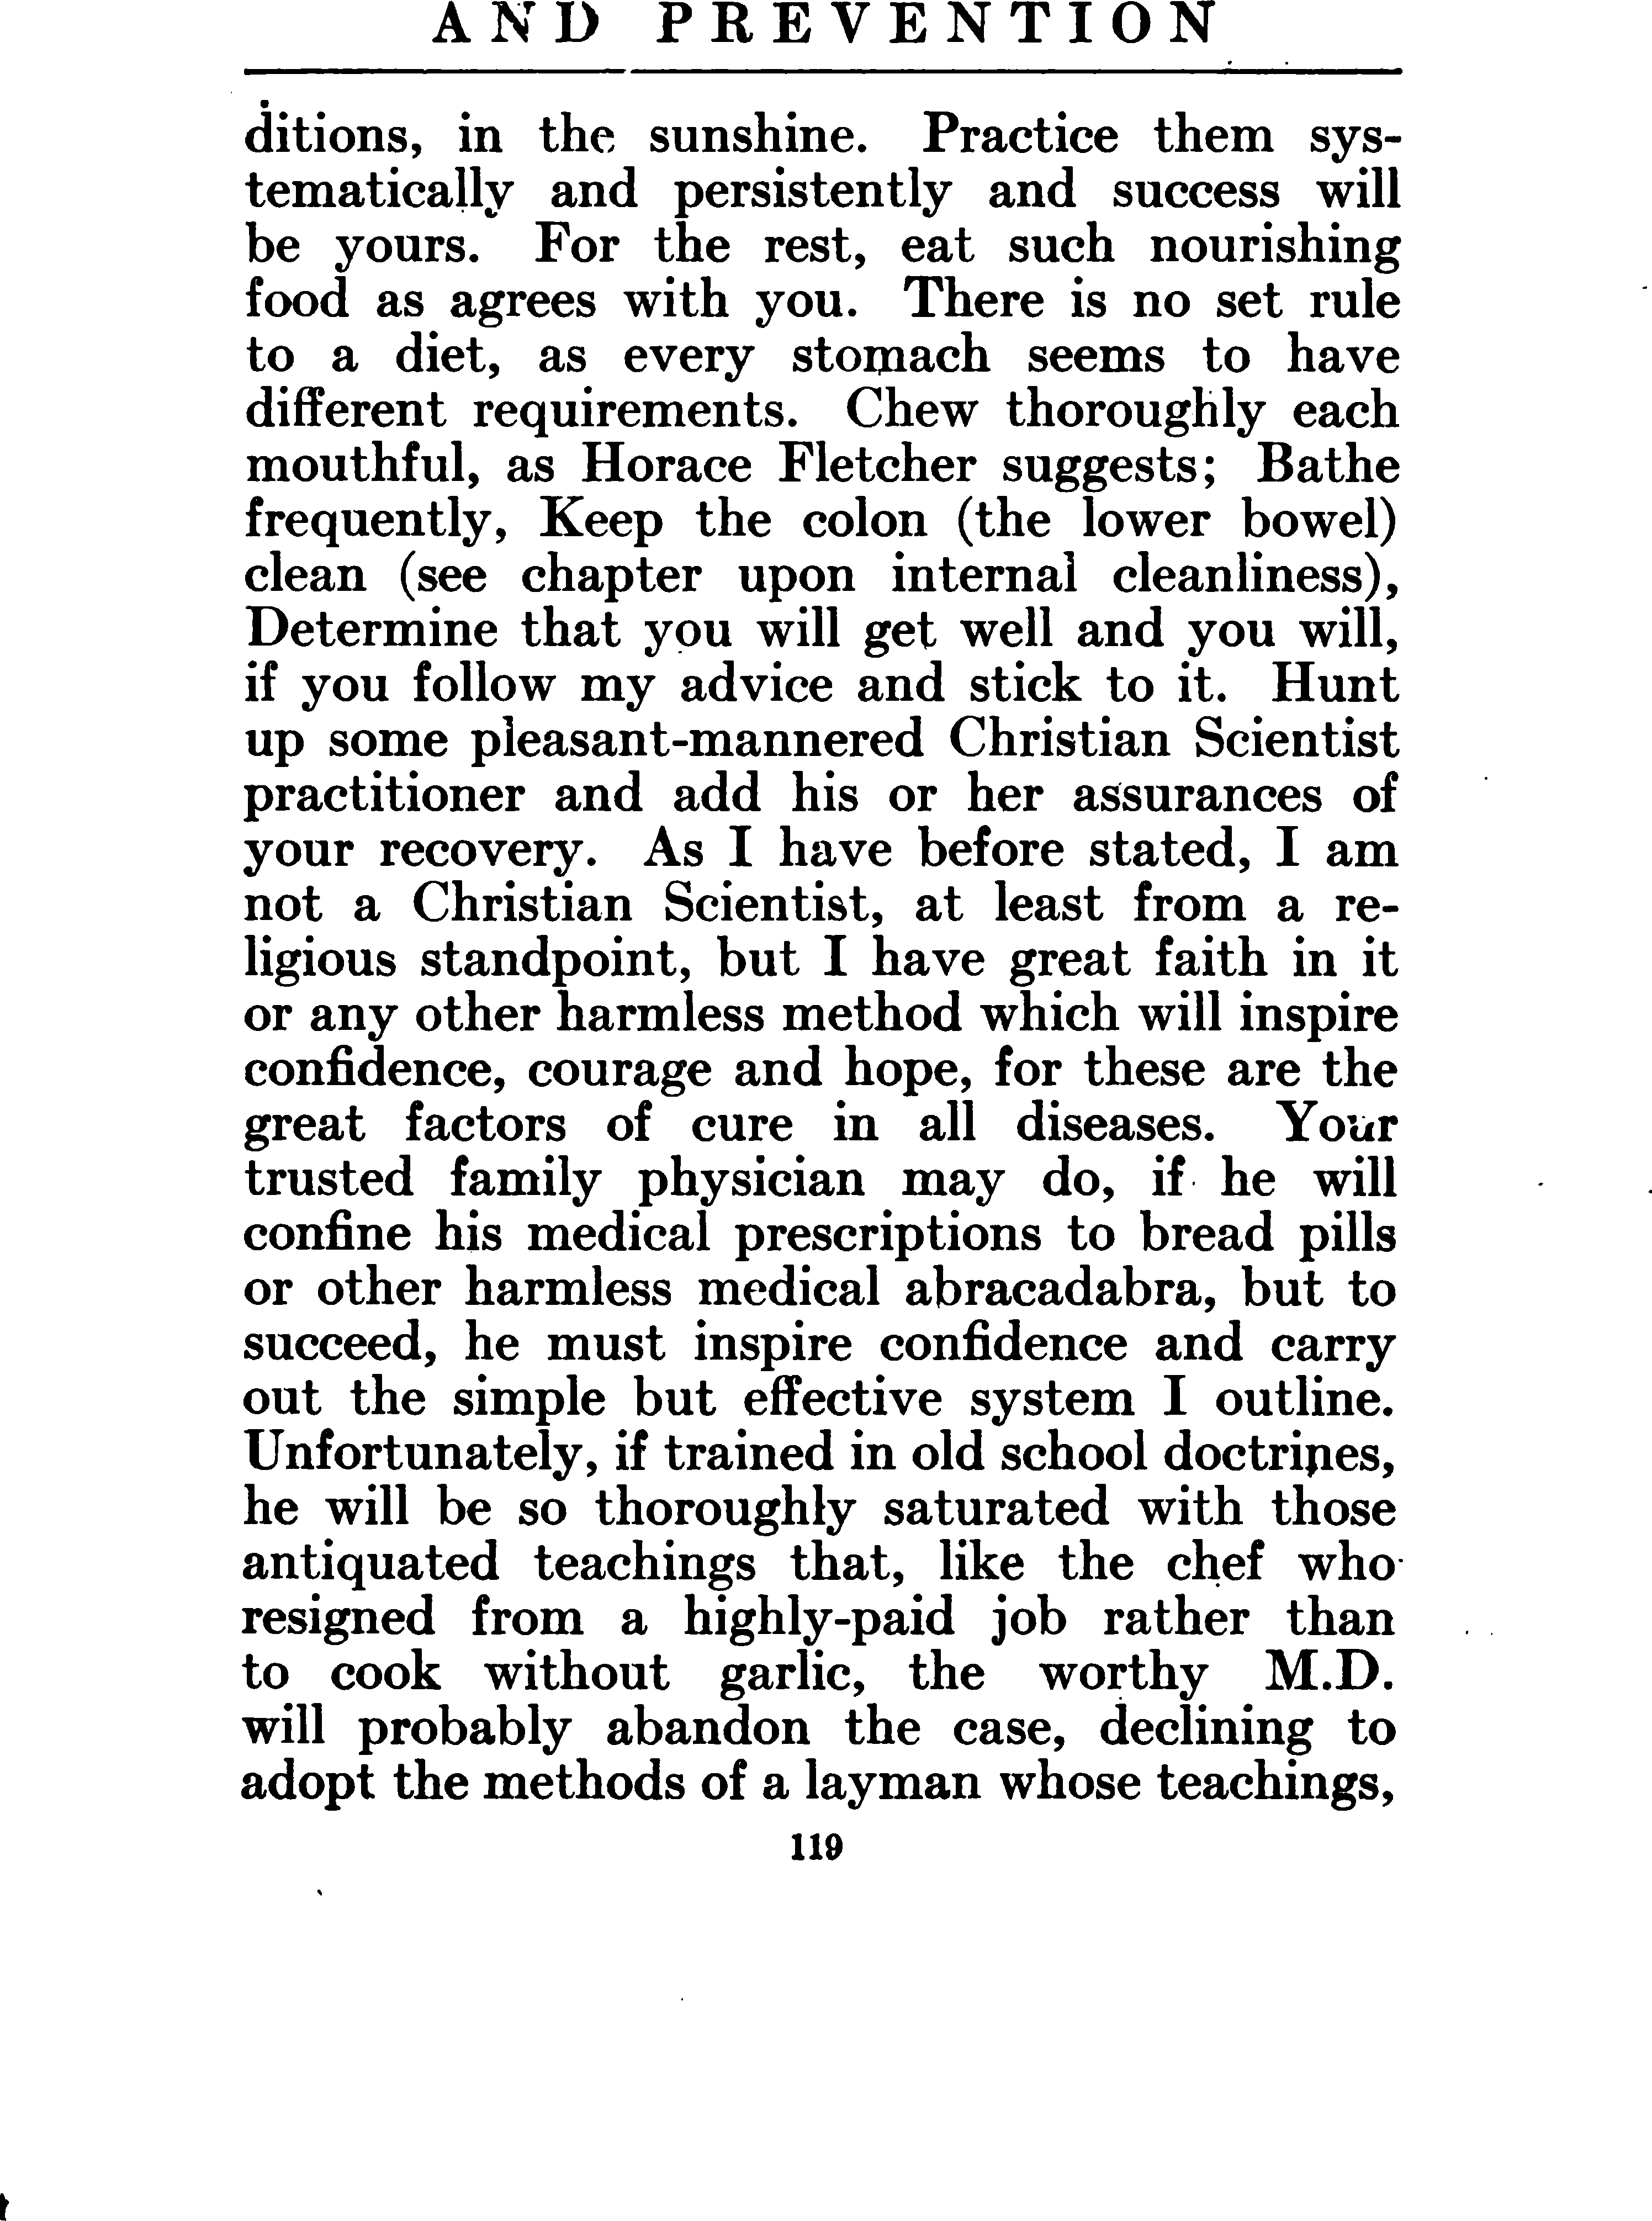 AND PREVENTION
ditions, in the sunshine. Practice them sys-
tematically and persistently and success will
be yours. For the rest, eat such nourishing
food as agrees with you. There is no set rule
to a diet, as every stomach seems to have
different requirements. Chew thoroughly each
mouthful, as Horace Fletcher suggests; Bathe
frequently, Keep the colon (the lower bowel)
clean (see chapter upon internal cleanliness),
Determine that you will get well and you will,
if you follow my advice and stick to it. Hunt
up some pleasant-mannered Christian Scientist
practitioner and add his or her assurances of
your recovery. As I have before stated, I am
not a Christian Scientist, at least from a re-
ligious standpoint, but I have great faith in it
or any other harmless method which will inspire
confidence, courage and hope, for these are the
great factors of cure in all diseases. Your
trusted family physician may do, if he will
confine his medical prescriptions to bread pills
or other harmless medical abracadabra, but to
succeed, he must inspire confidence and carry
out the simple but effective system I outline.
Unfortunately, if trained in old school doctrines,
he will be so thoroughly saturated with those
antiquated teachings that, like the chef who
resigned from a highly-paid job rather than
to cook without garlic, the worthy M.D.
will probably abandon the case, declining to
adopt the methods of a layman whose teachings,
119